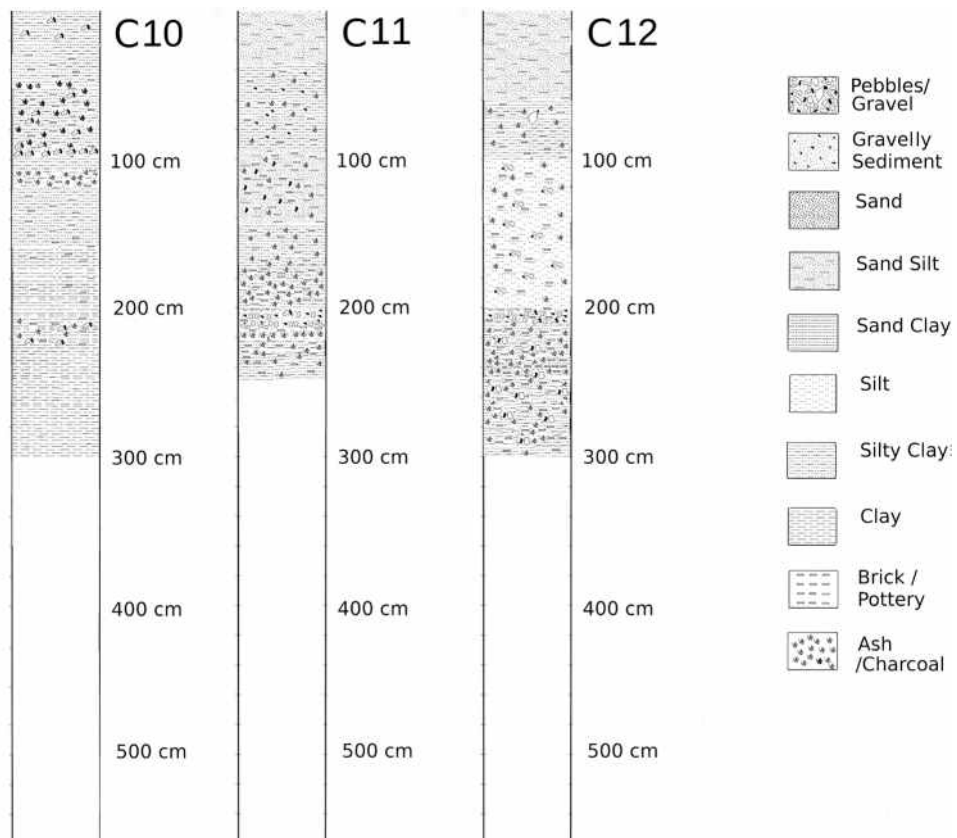 C10
C11
C12
100 cm
100 cm
100 cm
200 cm
200 cm
200 cm
300 cm
300 cm
300 cm
400 cm
400 cm
400 cm
500 cm
500 cm
500 cm
Pebbles/
Gravel
Gravelly
Sediment
Sand
Sand Silt
Sand Clay
Silt
Silty Clay
Clay
Brick /
Pottery
Ash
/Charcoal